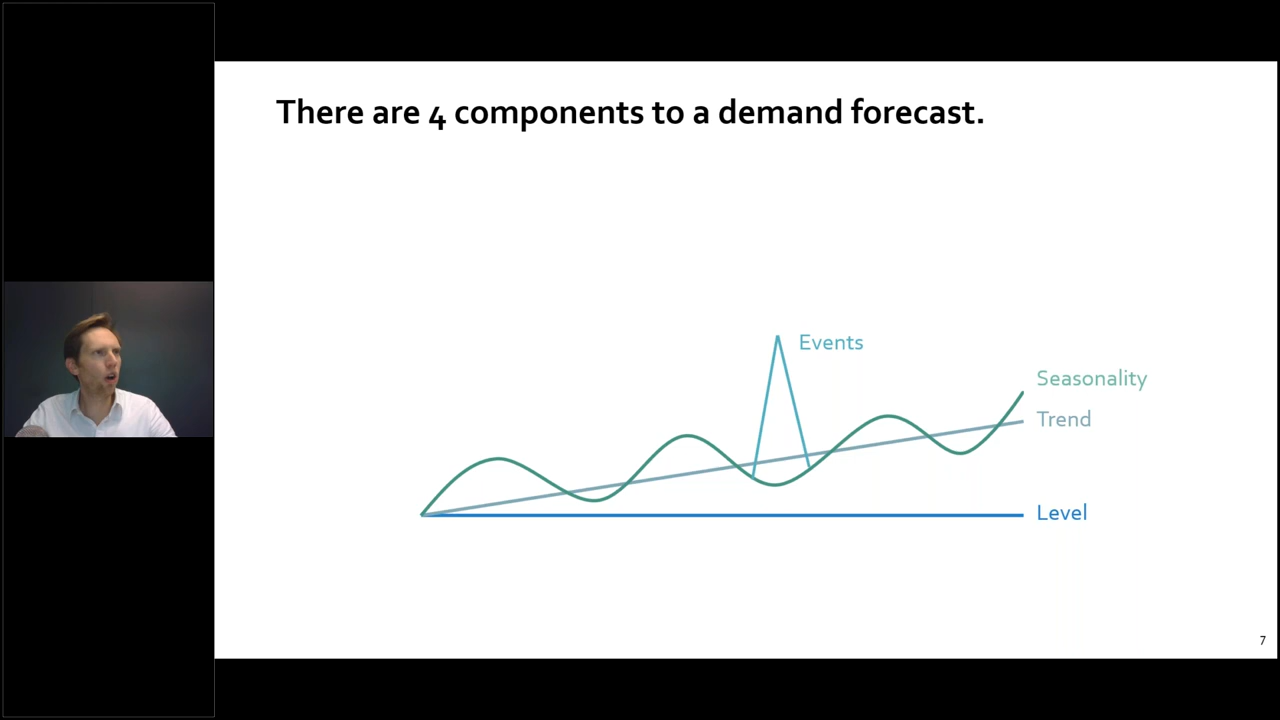 There are 4 components to a demand forecast.
Events
Seasonality
Trend
Level
7